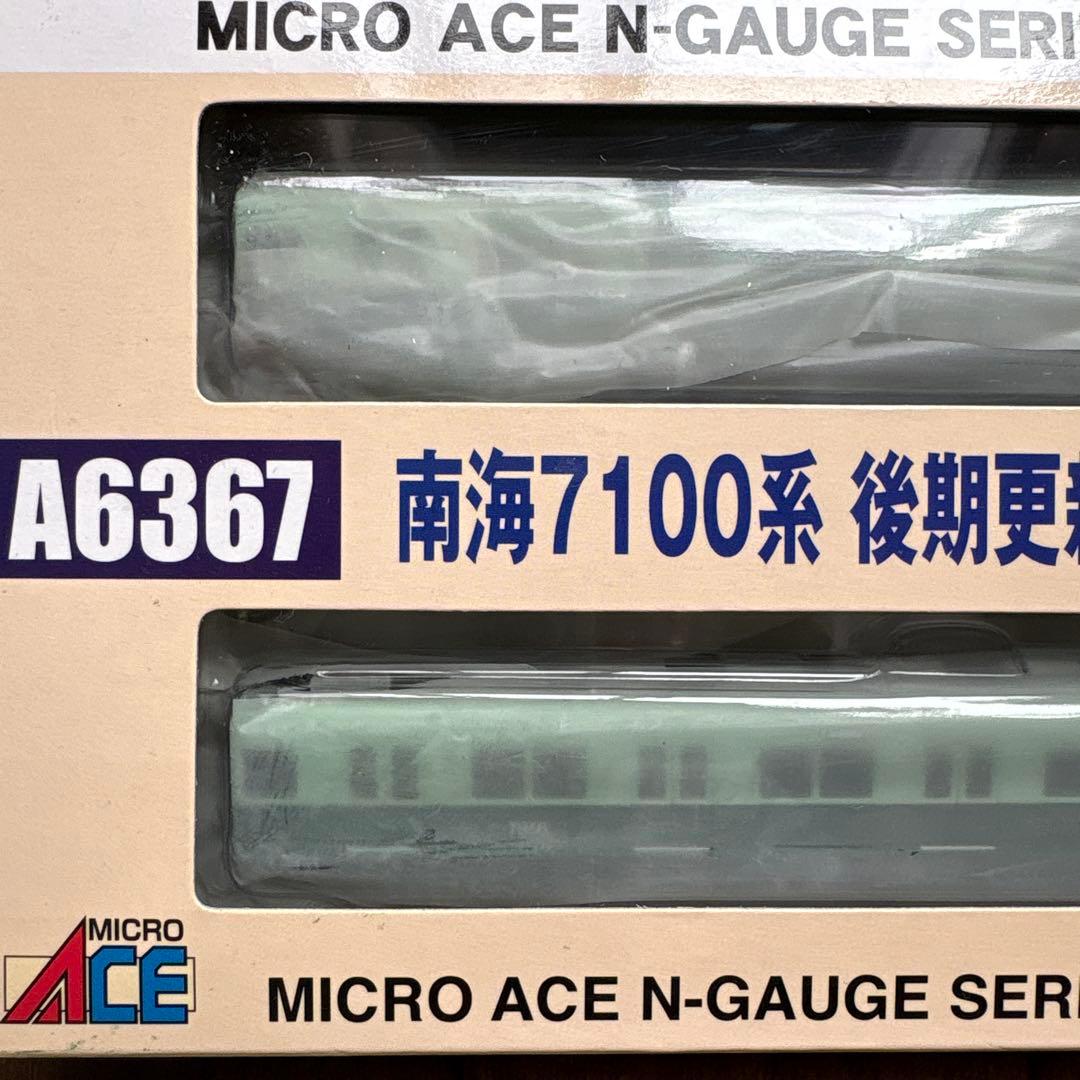 MICRO ACE N-GAUGE SERI
A6367
南海7100系 後期更新
MICRO
ACE
MICRO ACE N-GAUGE SERI